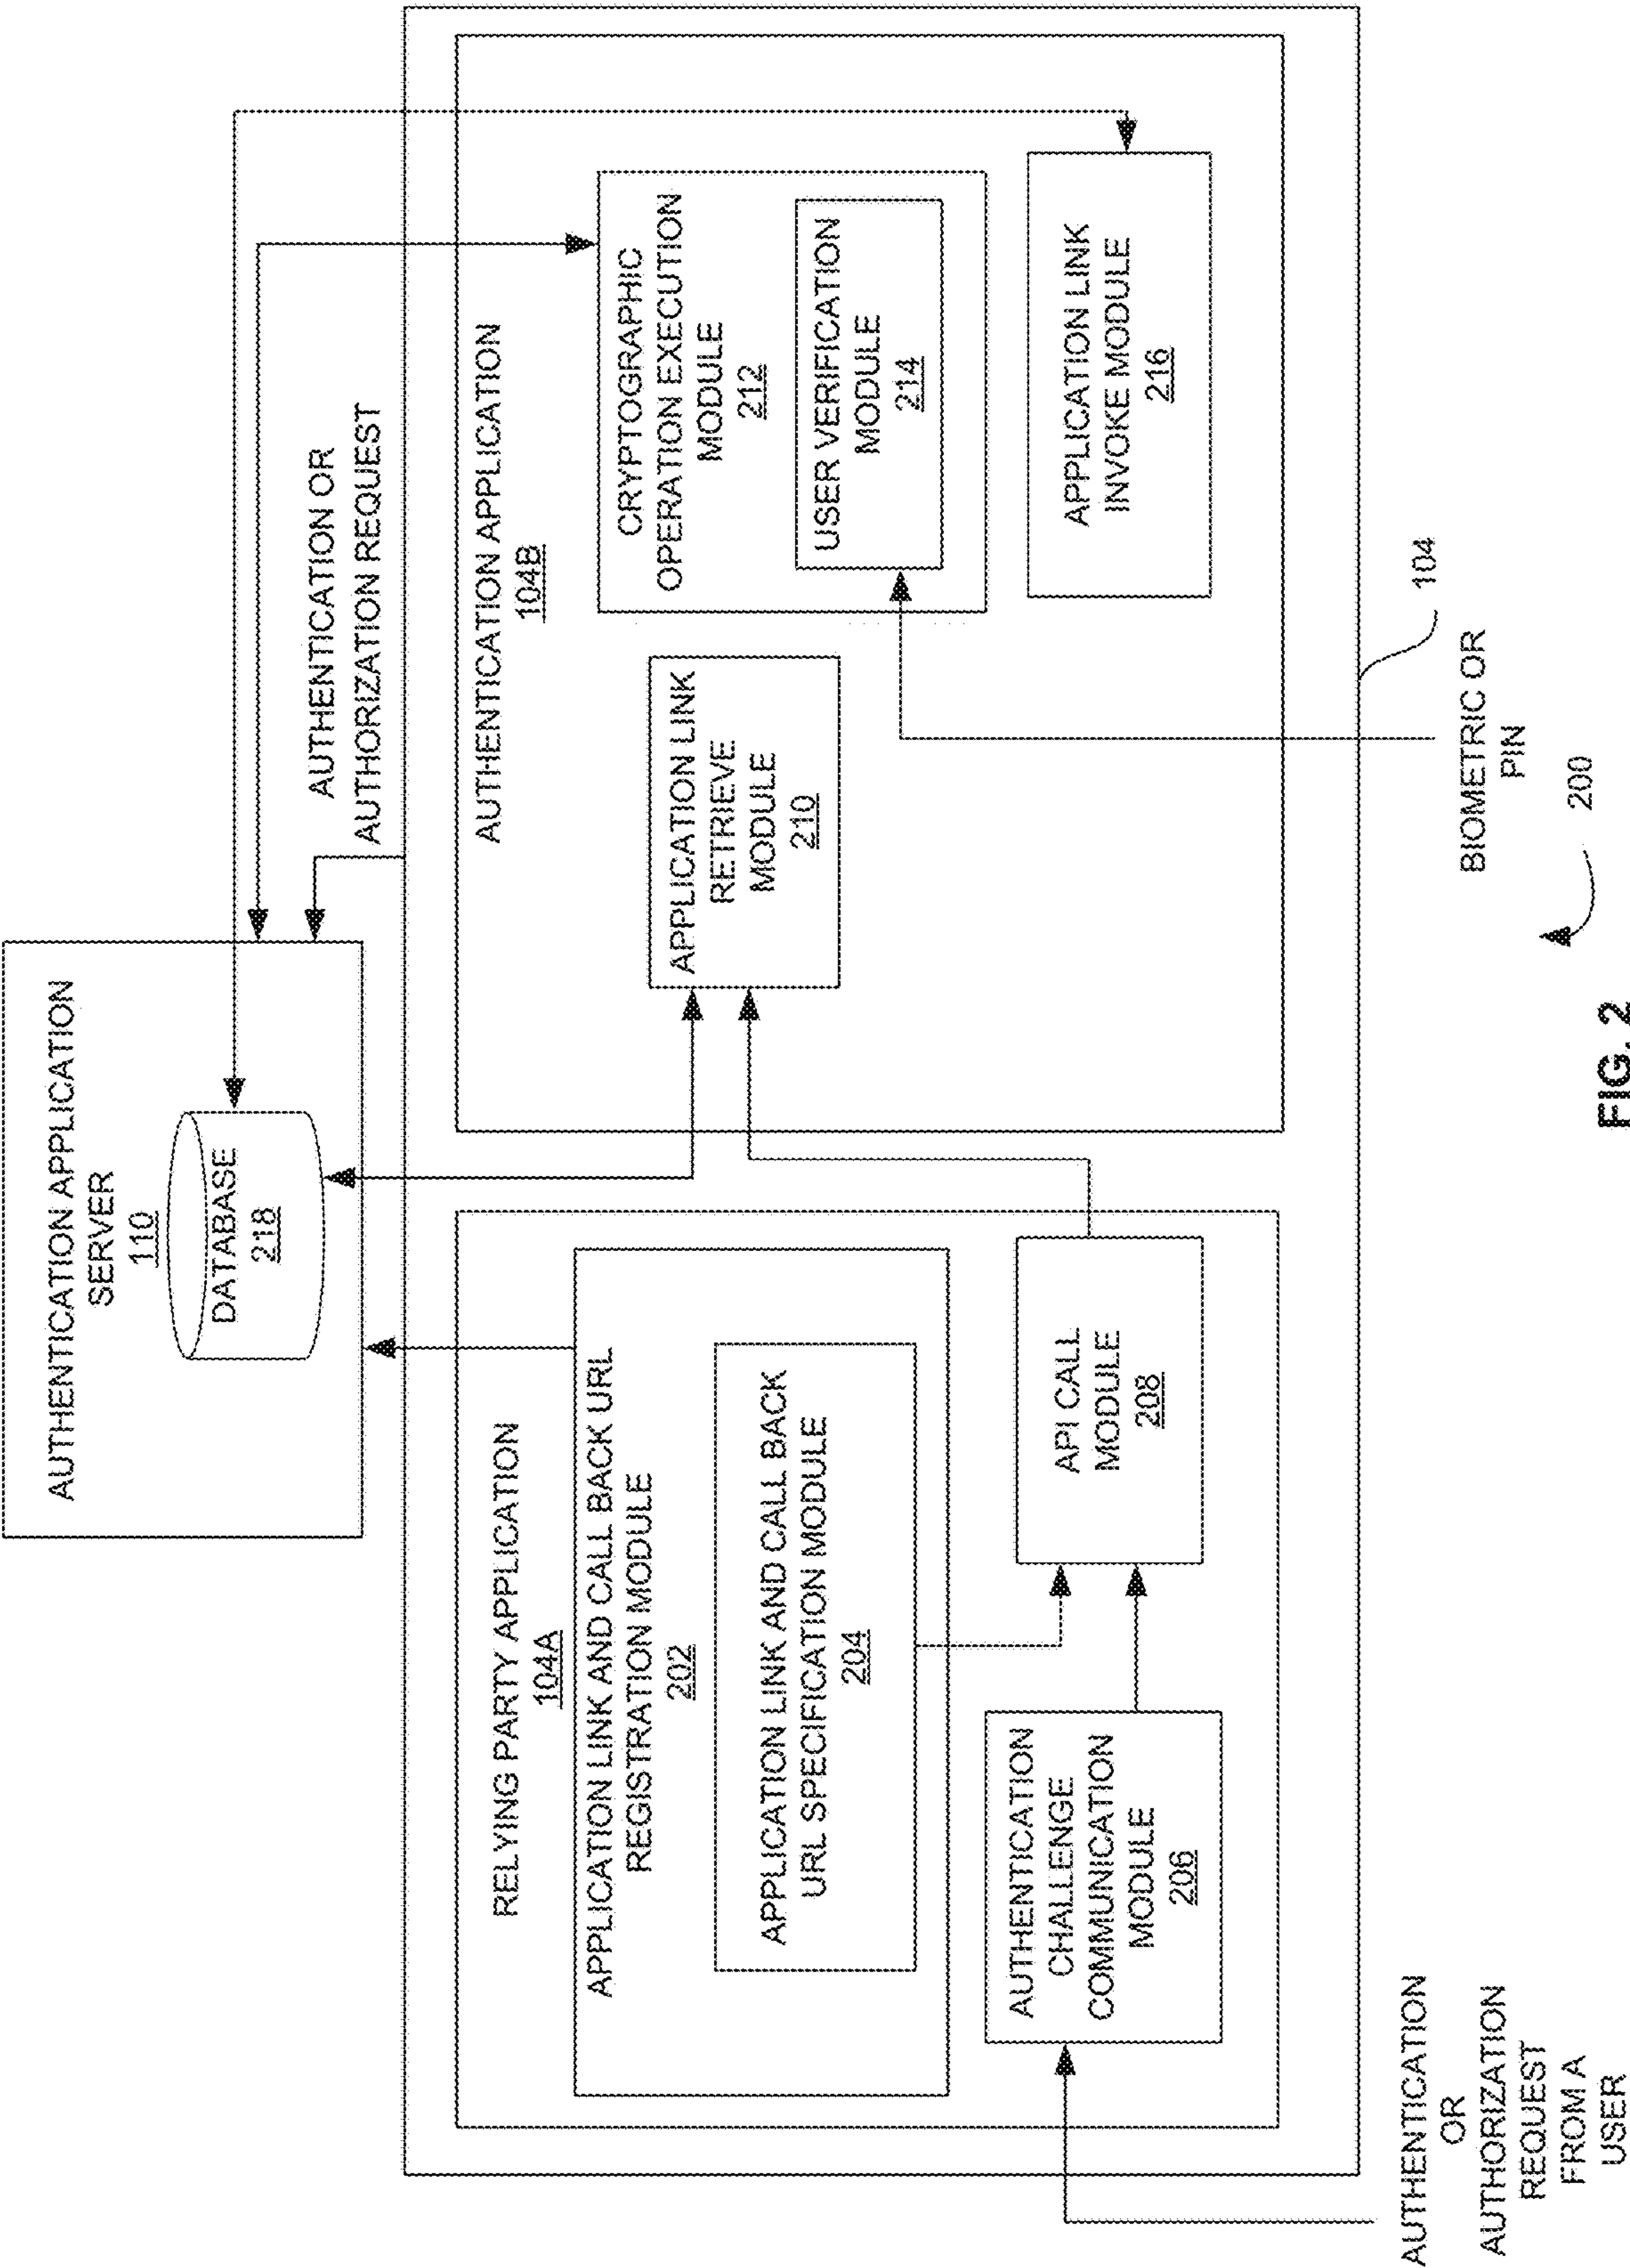 AUTHENTICATION APPLICATION
SERVER
110
DATABASE
218
AUTHENTICATION OR
AUTHORIZATION REQUEST
RELYING PARTY APPLICATION
104A
APPLICATION LINK AND CALL BACK URL
REGISTRATION MODULE
202
APPLICATION LINK AND CALL BACK
URL SPECIFICATION MODULE
204
AUTHENTICATION
CHALLENGE
COMMUNICATION
MODULE
206
API CALL
MODULE
208
AUTHENTICATION APPLICATION
104B
APPLICATION LINK
RETRIEVE
MODULE
210
CRYPTOGRAPHIC
OPERATION EXECUTION
MODULE
212
USER VERIFICATION
MODULE
214
APPLICATION LINK
INVOKE MODULE
216
104
AUTHENTICATION
OR
AUTHORIZATION
REQUEST
FROM A
USER
BIOMETRIC OR
PIN
200
FIG. 2